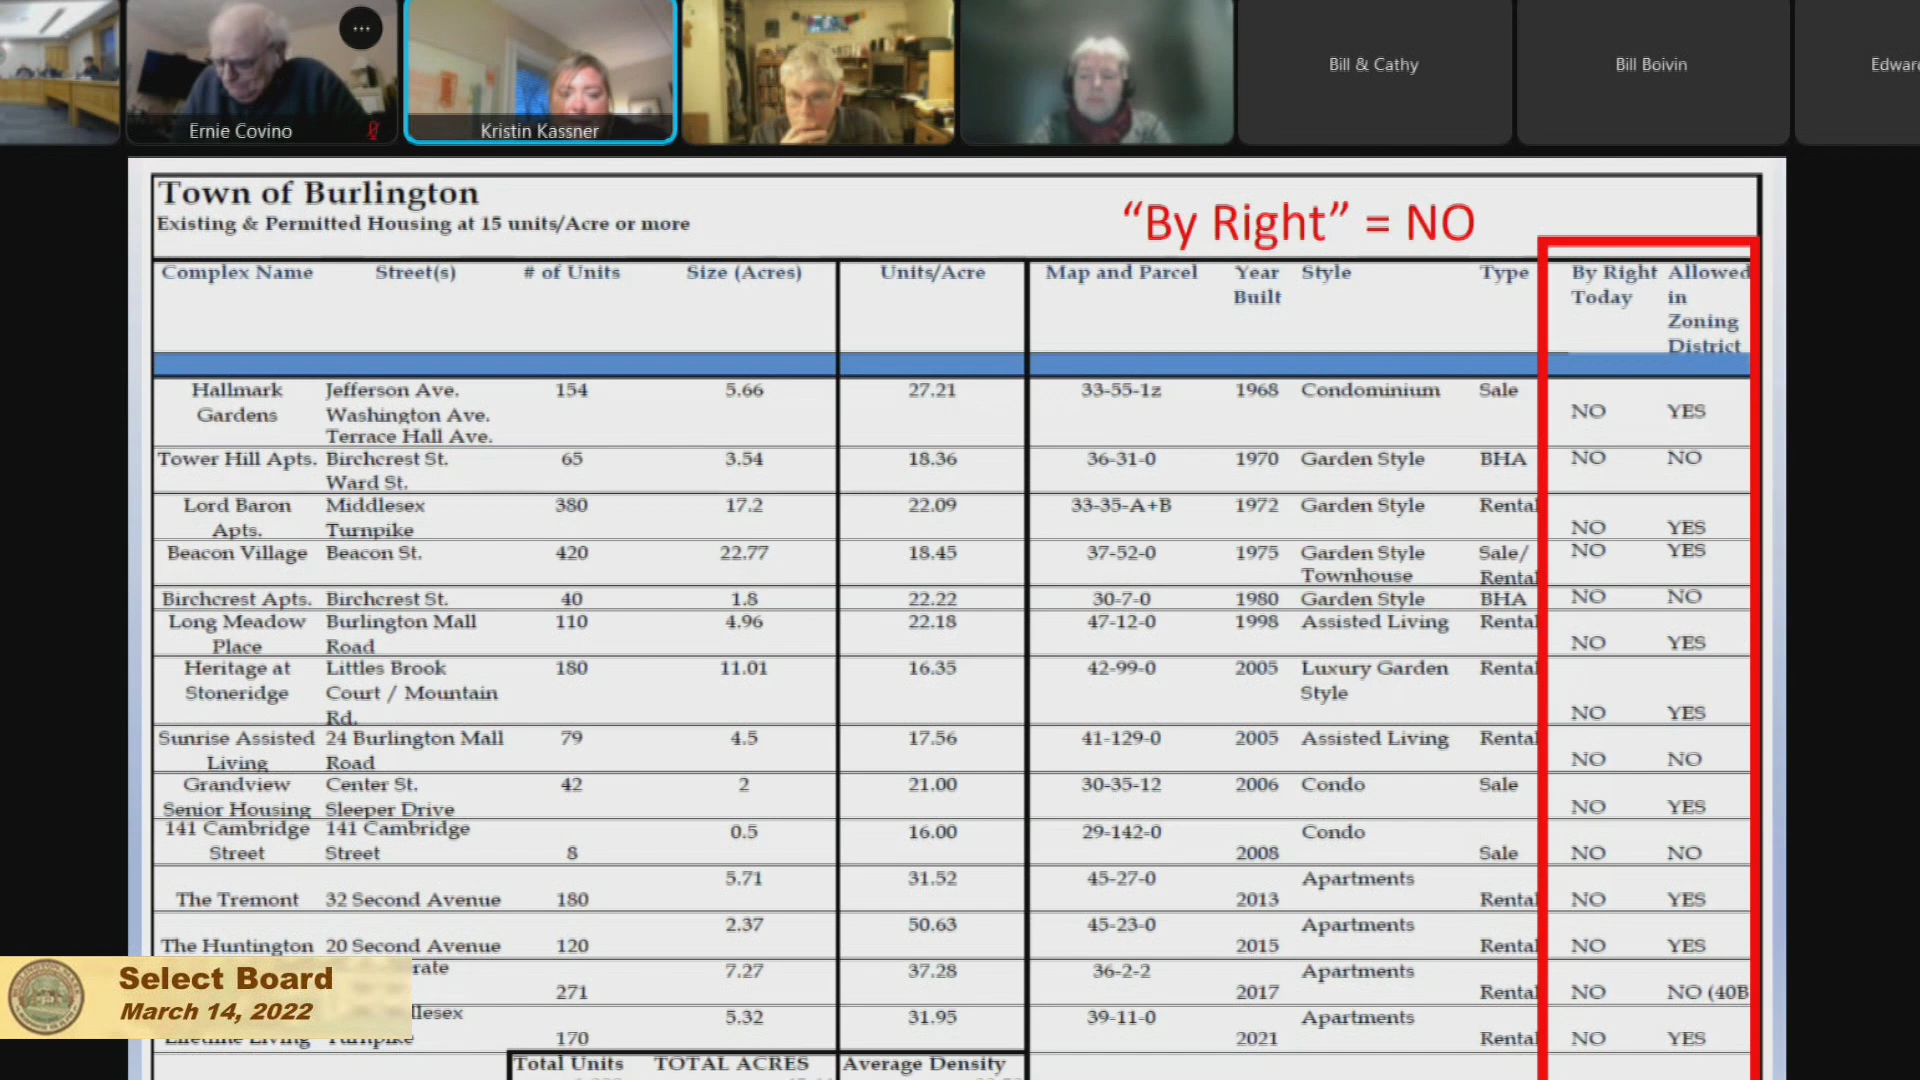 Ernie Covino
Kristin Kassner
Bill & Cathy
Bill Boivin
Edwar
Town of Burlington
Existing & Permitted Housing at 15 units/Acre or more
“By Right” = NO
Complex Name Street(s) # of Units Size (Acres) Units/Acre Map and Parcel Year Style Type By Right Allowed
Built Today in
Zoning
District
Hallmark Jefferson Ave. 154 5.66 27.21 33-55-1z 1968 Condominium Sale
Gardens Washington Ave. NO YES
Terrace Hall Ave.
Tower Hill Apts. Birchcrest St. 65 3.54 18.36 36-31-0 1970 Garden Style BHA NO NO
Ward St.
Lord Baron Middlesex 380 17.2 22.09 33-35-A+B 1972 Garden Style Rental
Apts. Turnpike NO YES
Beacon Village Beacon St. 420 22.77 18.45 37-52-0 1975 Garden Style Sale/ NO YES
Townhouse Rental
Birchcrest Apts. Birchcrest St. 40 1.8 22.22 30-7-0 1980 Garden Style BHA NO NO
Long Meadow Burlington Mall 110 4.96 22.18 47-12-0 1998 Assisted Living Rental
Place Road NO YES
Heritage at Littles Brook 180 11.01 16.35 42-99-0 2005 Luxury Garden Rental
Stoneridge Court / Mountain Style
Rd. NO YES
Sunrise Assisted 24 Burlington Mall 79 4.5 17.56 41-129-0 2005 Assisted Living Rental
Living Road NO NO
Grandview Center St. 42 2 21.00 30-35-12 2006 Condo Sale
Senior Housing Sleeper Drive NO YES
141 Cambridge 141 Cambridge 0.5 16.00 29-142-0 Condo
Street Street 8 2008 Sale NO NO
5.71 31.52 45-27-0 Apartments
The Tremont 32 Second Avenue 180 2013 Rental NO YES
2.37 50.63 45-23-0 Apartments
The Huntington 20 Second Avenue 120 2015 Rental NO YES
rate 7.27 37.28 36-2-2 Apartments
271 2017 Rental NO NO (40B
lesex 5.32 31.95 39-11-0 Apartments
Lifetime Living Turnpike 170 2021 Rental NO YES
Total Units TOTAL ACRES Average Density
Select Board
March 14, 2022